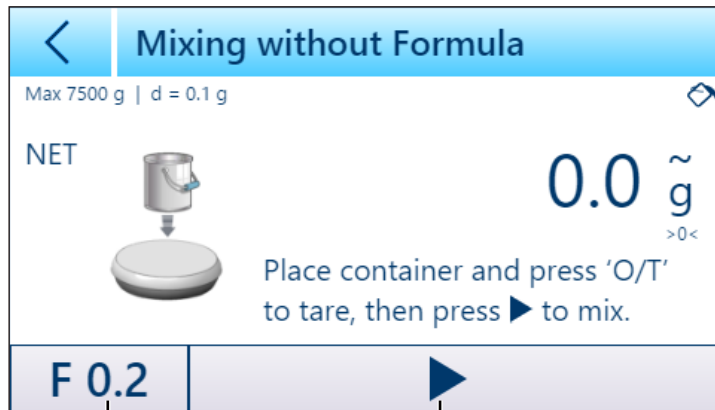 Mixing without Formula
Max 7500 g | d = 0.1 g
NET
0.0 ~ g
>0<
Place container and press ‘O/T’
to tare, then press ▶ to mix.
F 0.2